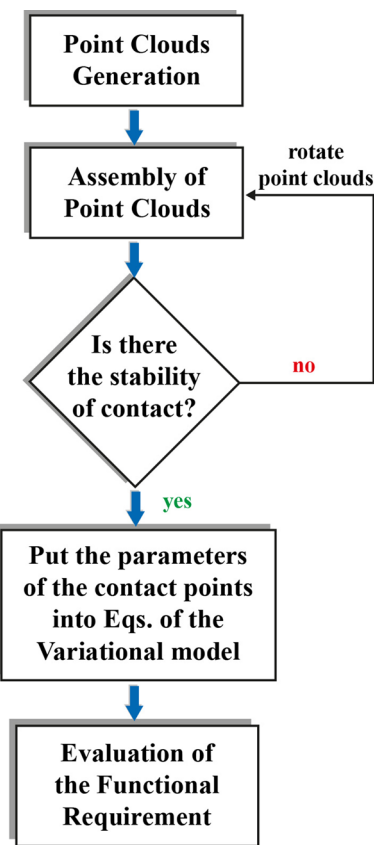 Point Clouds
Generation
rotate
point clouds
Assembly of
Point Clouds
Is there
the stability
of contact?
no
yes
Put the parameters
of the contact points
into Eqs. of the
Variational model
Evaluation of
the Functional
Requirement